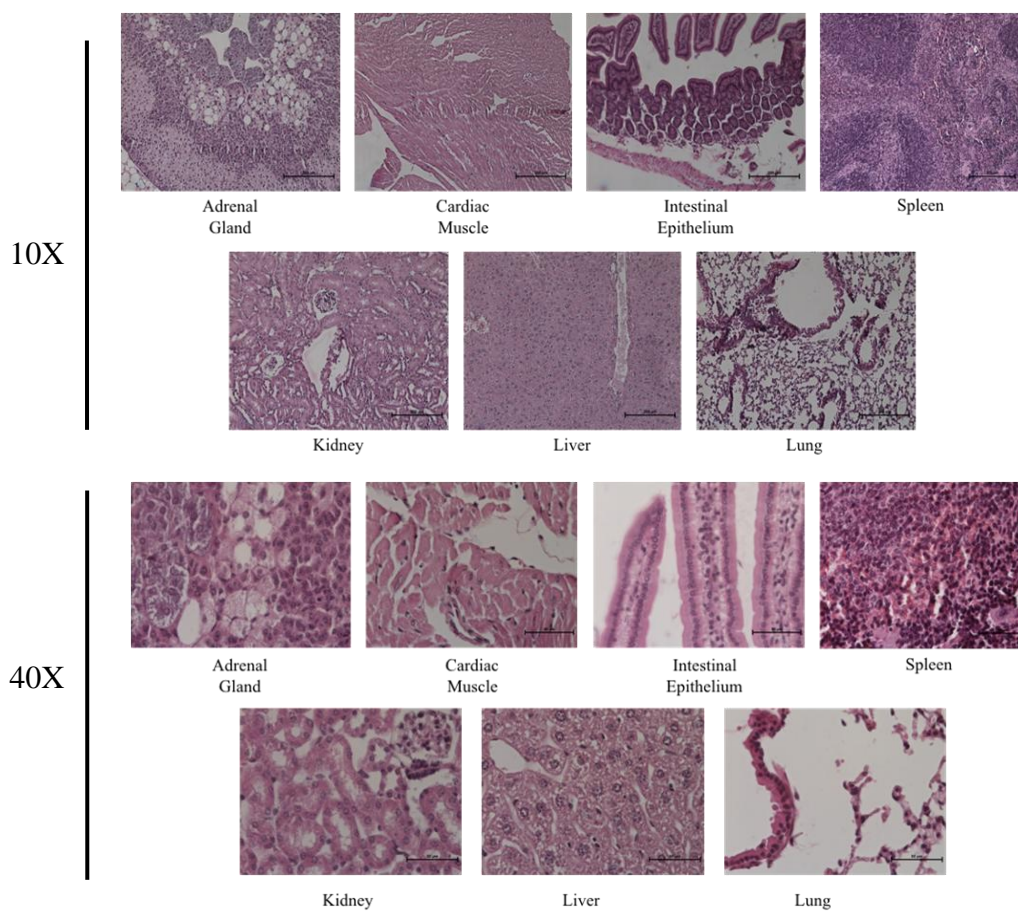 10X
Adrenal
Gland
Cardiac
Muscle
Intestinal
Epithelium
Spleen
Kidney
Liver
Lung
40X
Adrenal
Gland
Cardiac
Muscle
Intestinal
Epithelium
Spleen
Kidney
Liver
Lung